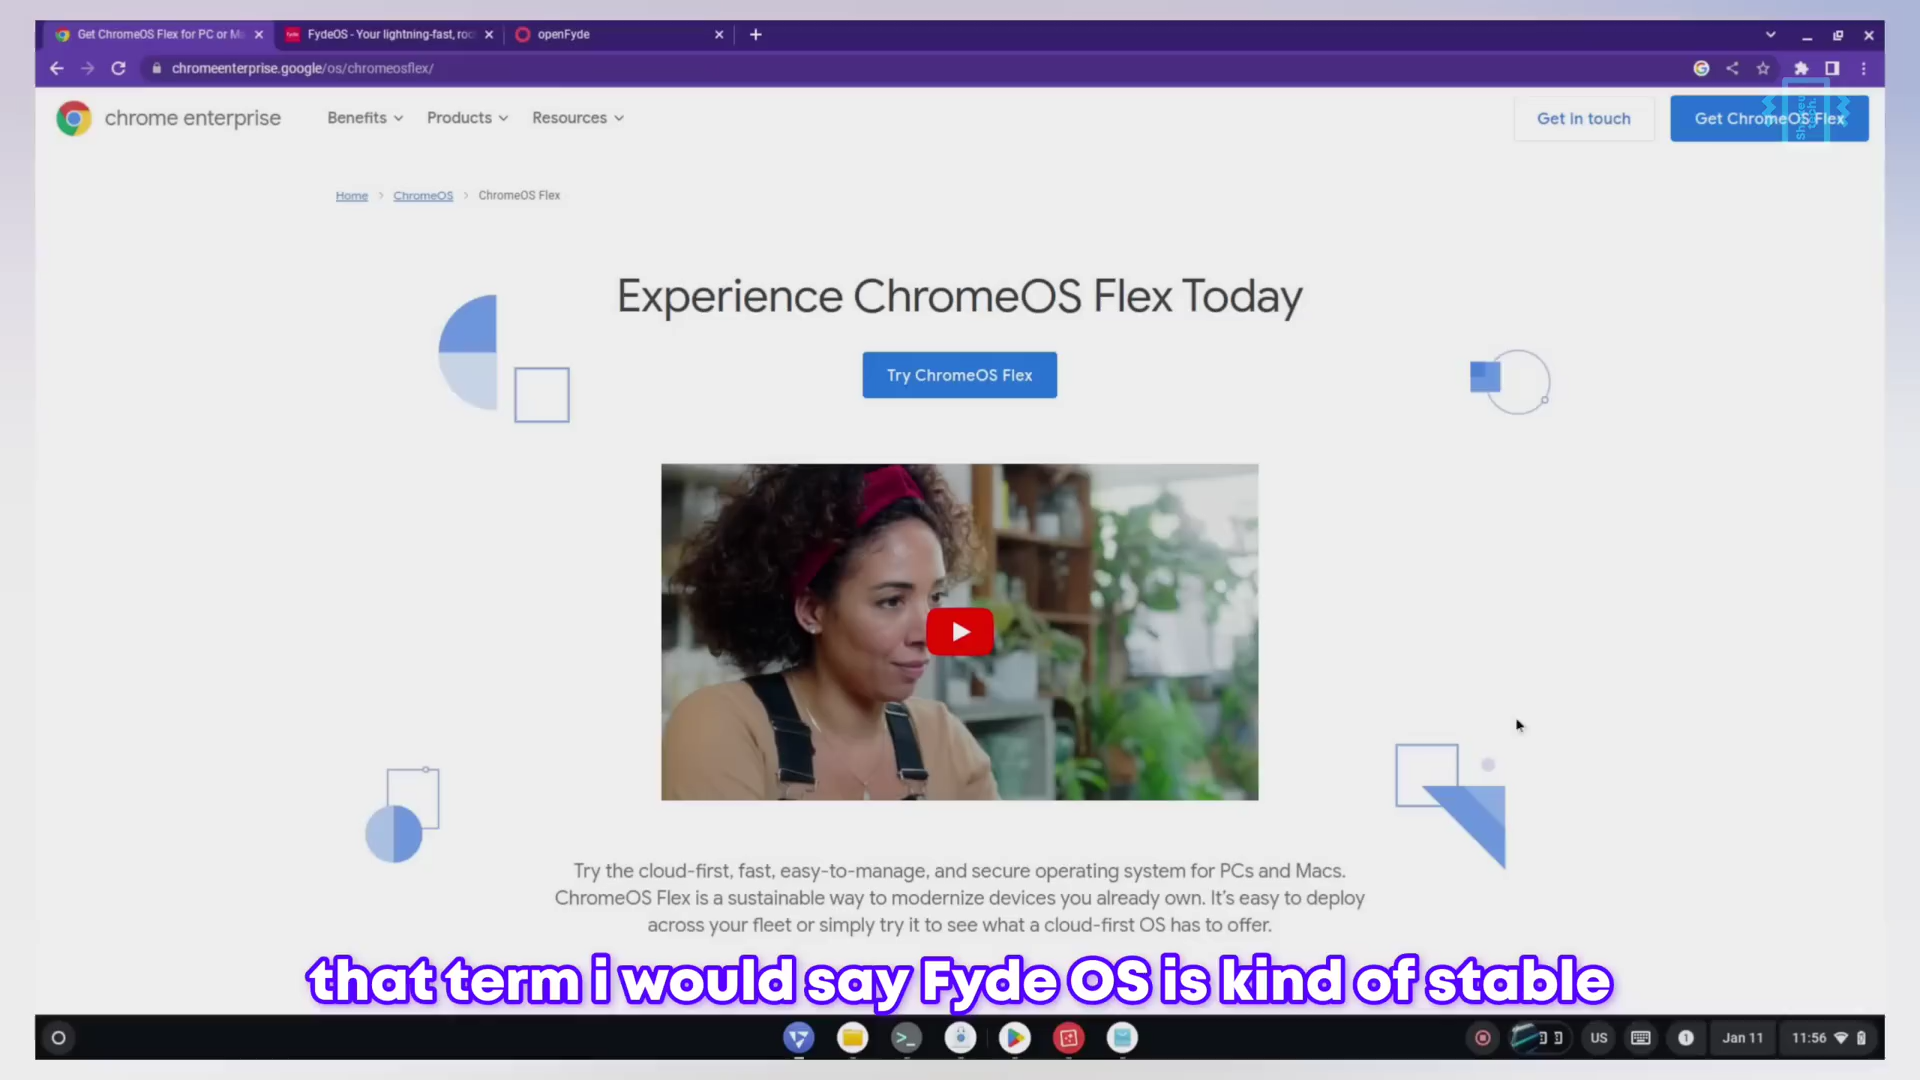 Get ChromeOS Flex for PC or Ma
FydeOS - Your lightning-fast, roc
openFyde
chromeenterprise.google/os/chromeosflex/
chrome enterprise
Benefits
Products
Resources
Get in touch
Get ChromeOS Flex
Home > ChromeOS > ChromeOS Flex
Experience ChromeOS Flex Today
Try ChromeOS Flex
Try the cloud-first, fast, easy-to-manage, and secure operating system for PCs and Macs.
ChromeOS Flex is a sustainable way to modernize devices you already own. It's easy to deploy
across your fleet or simply try it to see what a cloud-first OS has to offer.
that term i would say Fyde OS is kind of stable
US
1
Jan 11
11:56